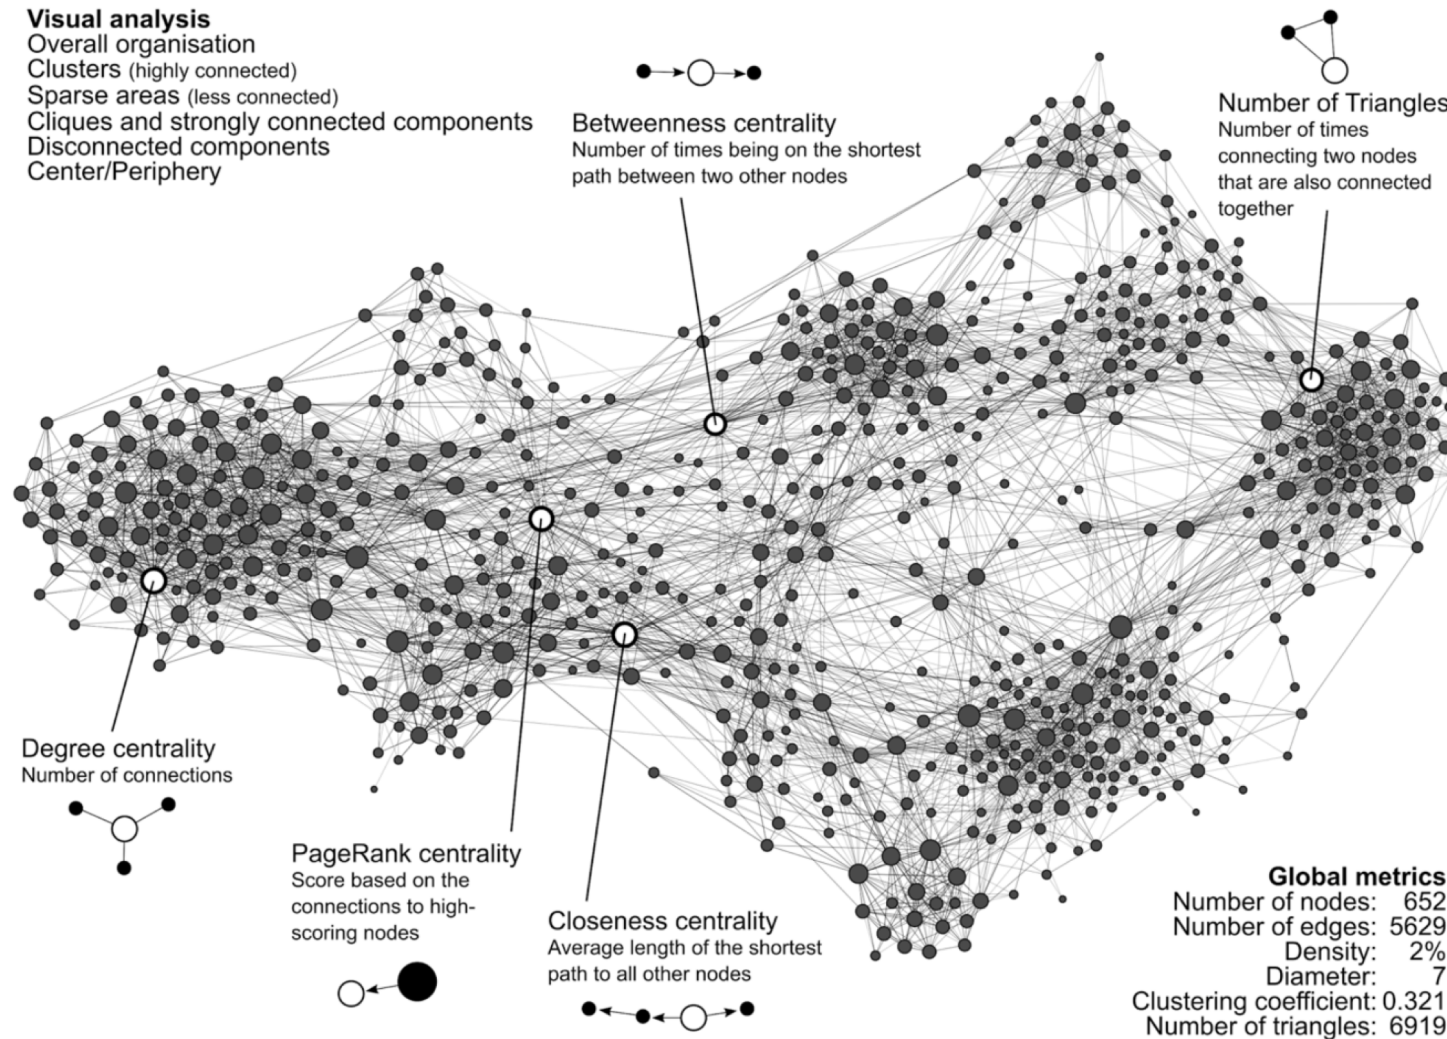 Visual analysis
Overall organisation
Clusters (highly connected)
Sparse areas (less connected)
Cliques and strongly connected components
Disconnected components
Center/Periphery
Betweenness centrality
Number of times being on the shortest
path between two other nodes
Number of Triangles
Number of times
connecting two nodes
that are also connected
together
Degree centrality
Number of connections
PageRank centrality
Score based on the
connections to high-
scoring nodes
Closeness centrality
Average length of the shortest
path to all other nodes
Global metrics
Number of nodes: 652
Number of edges: 5629
Density: 2%
Diameter: 7
Clustering coefficient: 0.321
Number of triangles: 6919